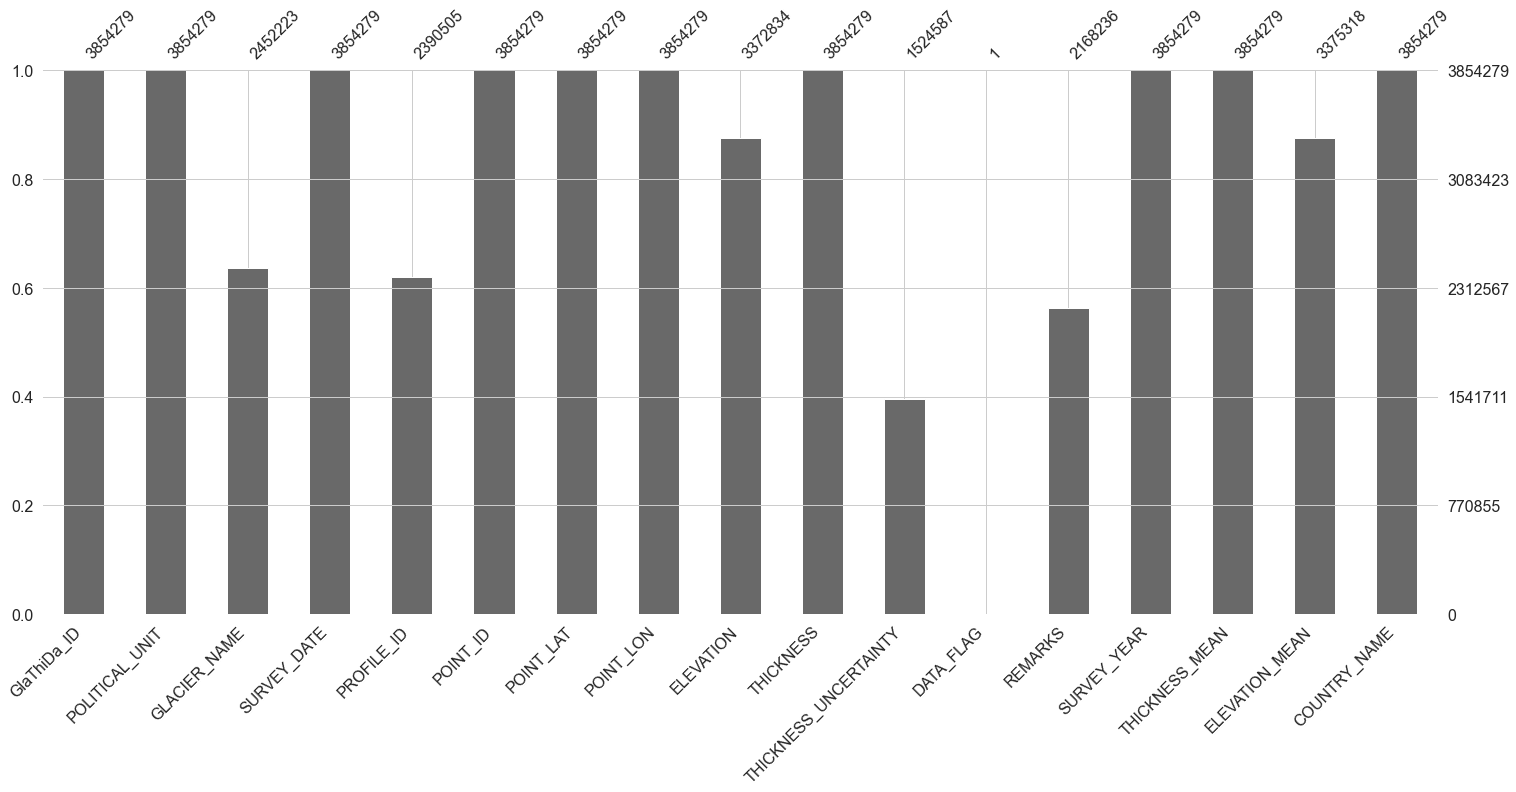 3854279
3854279
2452223
3854279
2390505
3854279
3854279
3854279
3372834
3854279
1524587
1
2168236
3854279
3854279
3375318
3854279
1.0
3854279
0.8
3083423
0.6
2312567
0.4
1541711
0.2
770855
0.0
0
GlaThiDa_ID
POLITICAL_UNIT
GLACIER_NAME
SURVEY_DATE
PROFILE_ID
POINT_ID
POINT_LAT
POINT_LON
ELEVATION
THICKNESS
THICKNESS_UNCERTAINTY
DATA_FLAG
REMARKS
SURVEY_YEAR
THICKNESS_MEAN
ELEVATION_MEAN
COUNTRY_NAME